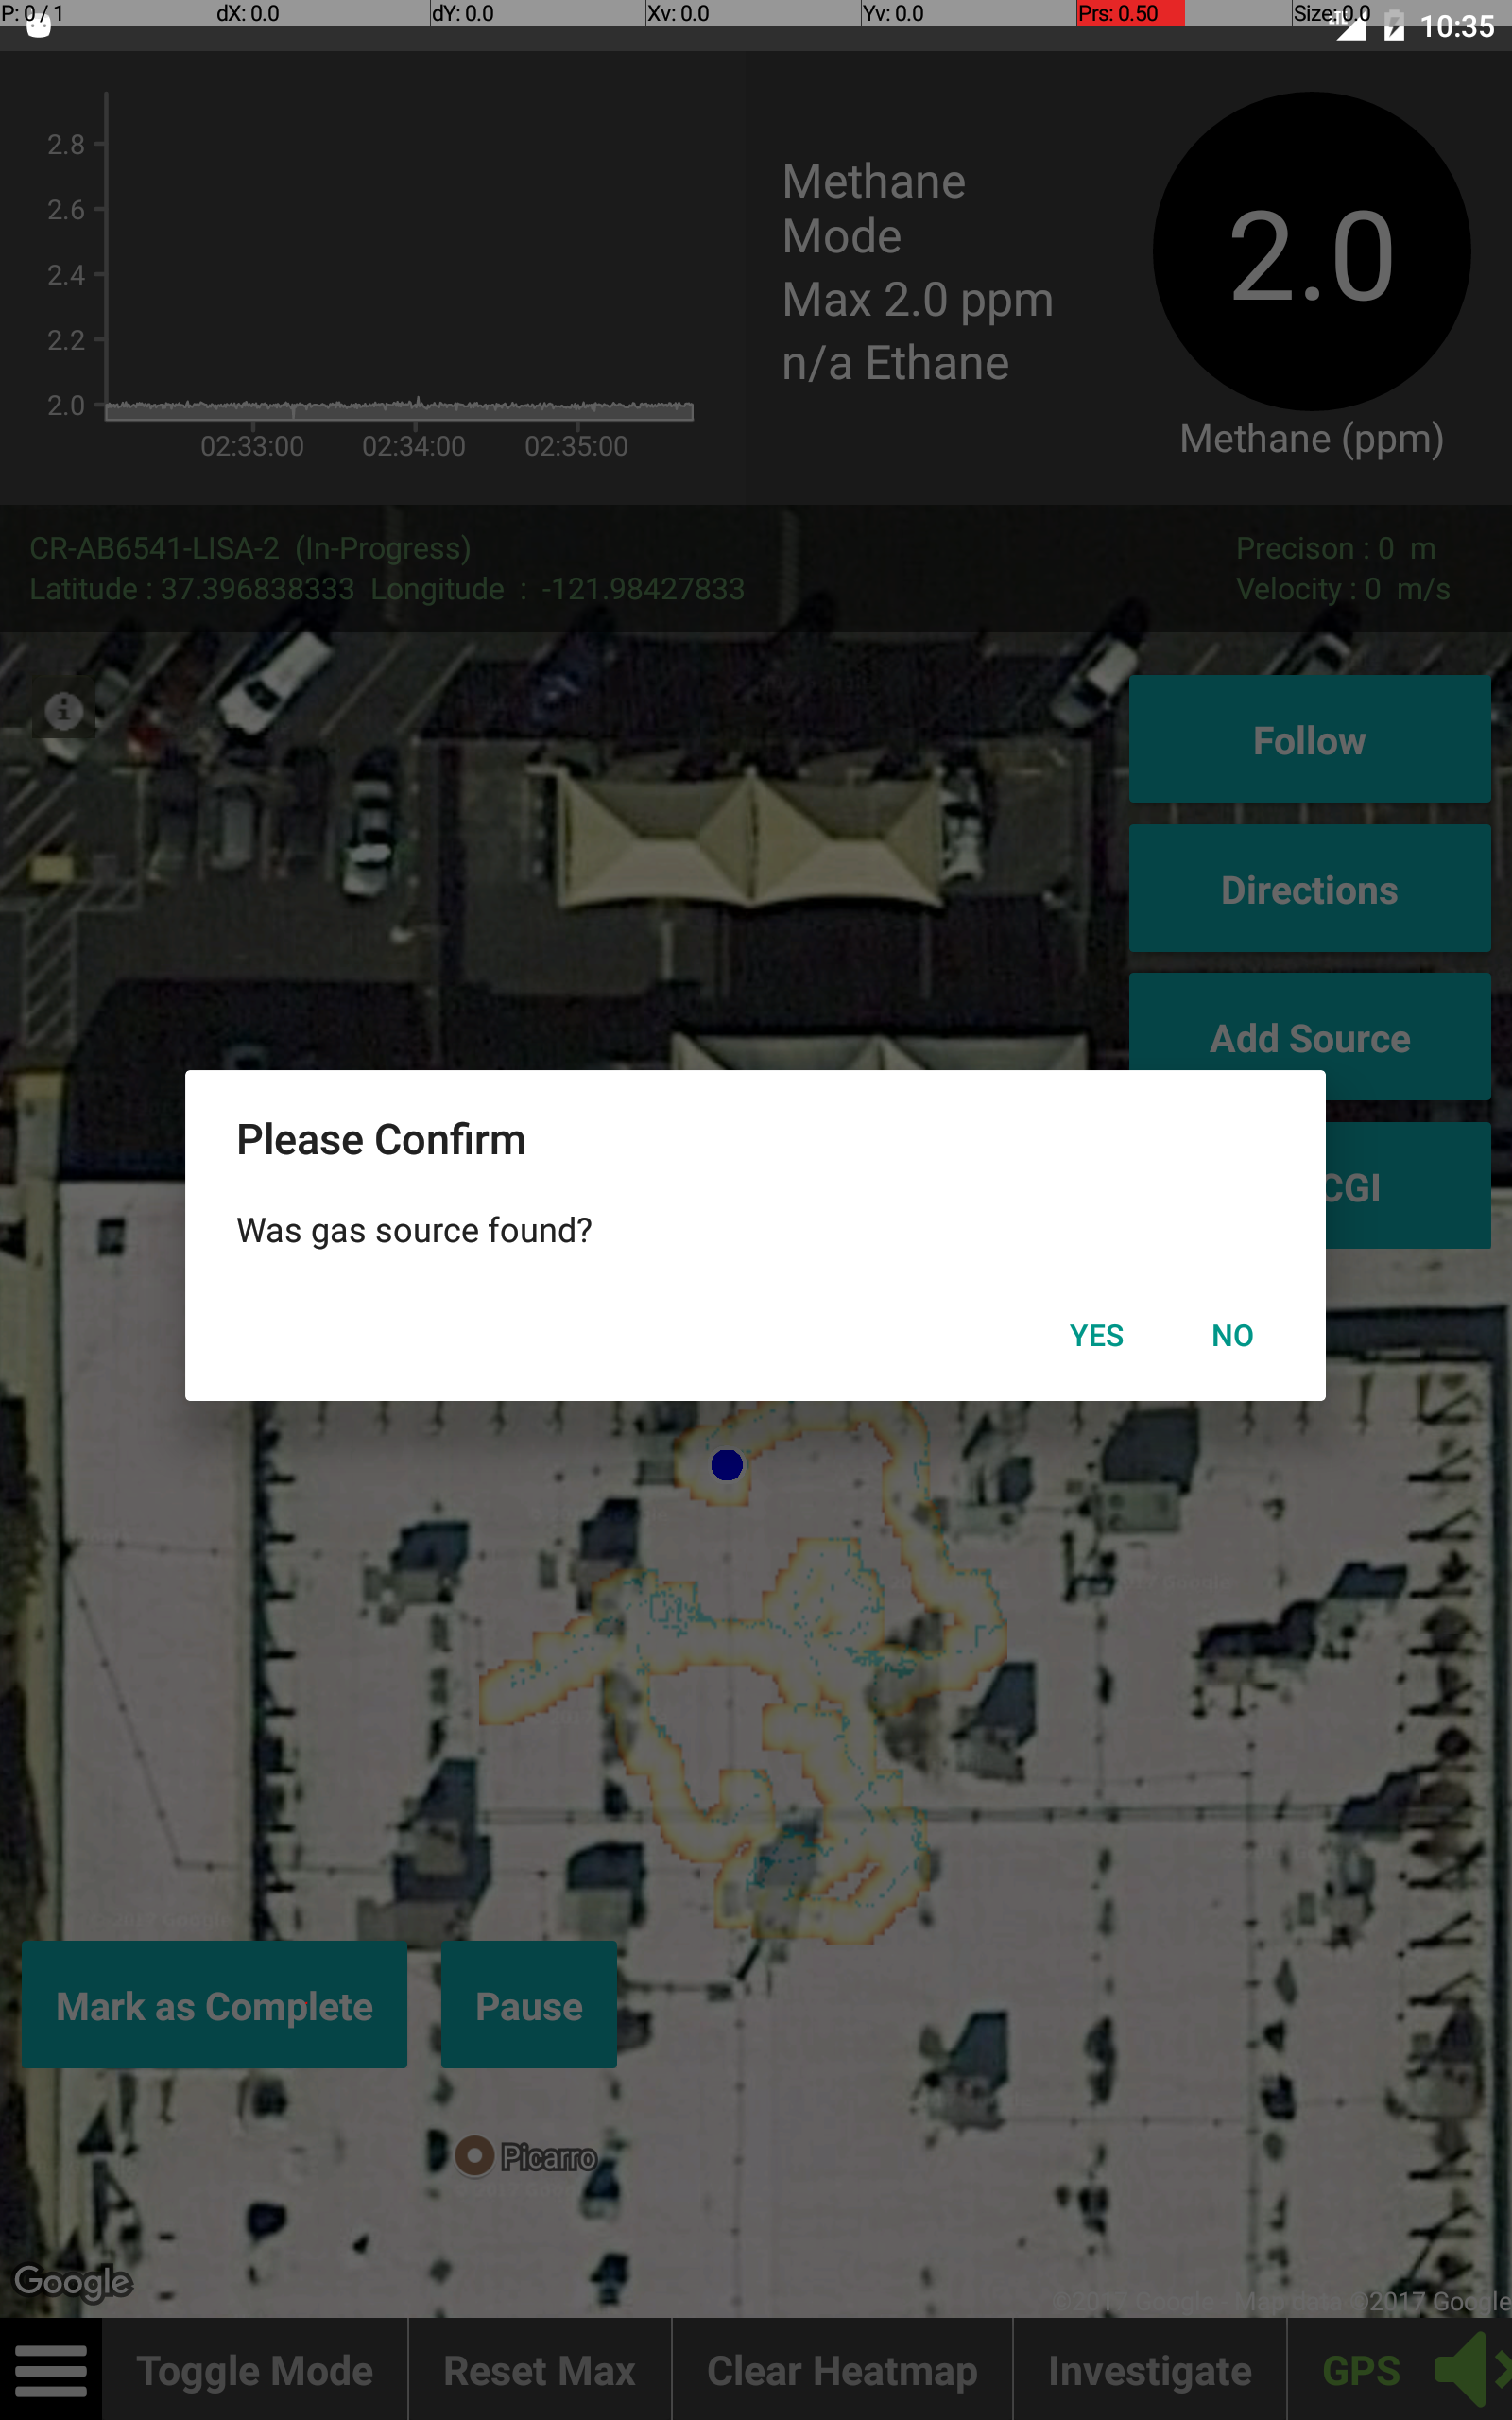 P: 0 / 1 dX: 0.0 dY: 0.0 Xv: 0.0 Yv: 0.0 Prs: 0.50 Size: 0.0
10:35
2.8
2.6
2.4
2.2
2.0
02:33:00 02:34:00 02:35:00
Methane
Mode
Max 2.0 ppm
n/a Ethane
2.0
Methane (ppm)
CR-AB6541-LISA-2 (In-Progress)
Latitude : 37.396838333 Longitude : -121.98427833
Precison : 0 m
Velocity : 0 m/s
Follow
Directions
Add Source
CGI
Please Confirm
Was gas source found?
YES NO
Mark as Complete Pause
Picarro
Google
©2017 Google - Map data ©2017 Google
Toggle Mode Reset Max Clear Heatmap Investigate GPS